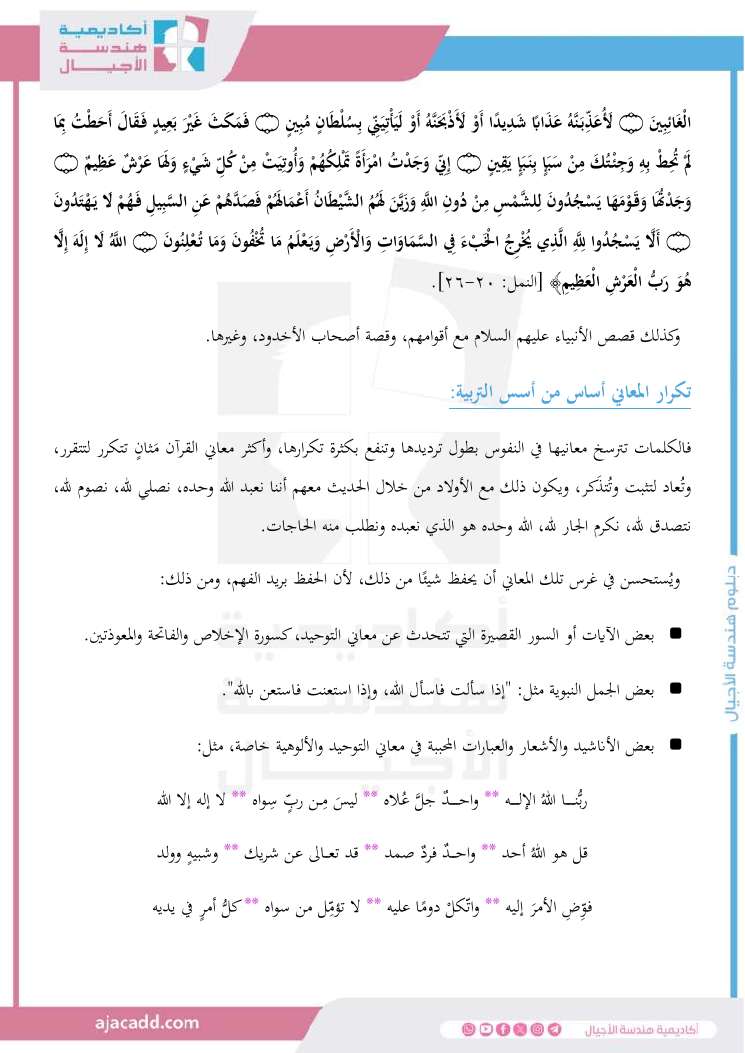 أكاديمية
هندسة
الأجيال
الْغَائِبِينَ ۝ لَأُعَذِّبَنَّهُ عَذَابًا شَدِيدًا أَوْ لَأَذْبَحَنَّهُ أَوْ لَيَأْتِيَنِّي بِسُلْطَانٍ مُبِينٍ ۝ فَمَكَثَ غَيْرَ بَعِيدٍ فَقَالَ أَحَطْتُ بِمَا
لَمْ تُحِطْ بِهِ وَجِئْتُكَ مِنْ سَبَإٍ بِنَبَإٍ يَقِينٍ ۝ إِنِّي وَجَدْتُ امْرَأَةً تَمْلِكُهُمْ وَأُوتِيَتْ مِنْ كُلِّ شَيْءٍ وَلَهَا عَرْشٌ عَظِيمٌ ۝
وَجَدْتُهَا وَقَوْمَهَا يَسْجُدُونَ لِلشَّمْسِ مِنْ دُونِ اللَّهِ وَزَيَّنَ لَهُمُ الشَّيْطَانُ أَعْمَالَهُمْ فَصَدَّهُمْ عَنِ السَّبِيلِ فَهُمْ لَا يَهْتَدُونَ
۝ أَلَّا يَسْجُدُوا لِلَّهِ الَّذِي يُخْرِجُ الْخَبْءَ فِي السَّمَاوَاتِ وَالْأَرْضِ وَيَعْلَمُ مَا تُخْفُونَ وَمَا تُعْلِنُونَ ۝ اللَّهُ لَا إِلَهَ إِلَّا
هُوَ رَبُّ الْعَرْشِ الْعَظِيمِ﴾ [النمل: ٢٠-٢٦].
وكذلك قصص الأنبياء عليهم السلام مع أقوامهم، وقصة أصحاب الأخدود، وغيرها.
تكرار المعاني أساس من أسس التربية:
فالكلمات تترسخ معانيها في النفوس بطول ترديدها وتنفع بكثرة تكرارها، وأكثر معاني القرآن مَثانٍ تتكرر لتتقرر،
وتُعاد لتثبت وتُتذَكر، ويكون ذلك مع الأولاد من خلال الحديث معهم أننا نعبد الله وحده، نصلي لله، نصوم لله،
نتصدق لله، نكرم الجار لله، الله وحده هو الذي نعبده ونطلب منه الحاجات.
ويُستحسن في غرس تلك المعاني أن يحفظ شيئًا من ذلك، لأن الحفظ بريد الفهم، ومن ذلك:
■ بعض الآيات أو السور القصيرة التي تتحدث عن معاني التوحيد، كسورة الإخلاص والفاتحة والمعوذتين.
■ بعض الجمل النبوية مثل: "إذا سألت فاسأل الله، وإذا استعنت فاستعن بالله".
■ بعض الأناشيد والأشعار والعبارات المحببة في معاني التوحيد والألوهية خاصة، مثل:
ربُّنـــا اللهُ الإلـــه ** واحـــدٌ جلَّ عُلاه ** ليسَ مِـن ربٍّ سِواه ** لا إله إلا الله
قل هو اللهُ أحد ** واحـدٌ فردٌ صمد ** قد تعـالى عن شريك ** وشبيهٍ وولد
فوِّضِ الأمرَ إليه ** واتّكلْ دومًا عليه ** لا تؤمِّل من سواه ** كلُّ أمرٍ في يديه
دبلوم هندسة الأجيال
أكاديمية
هندسة
الأجيال
ajacadd.com
أكاديمية هندسة الأجيال